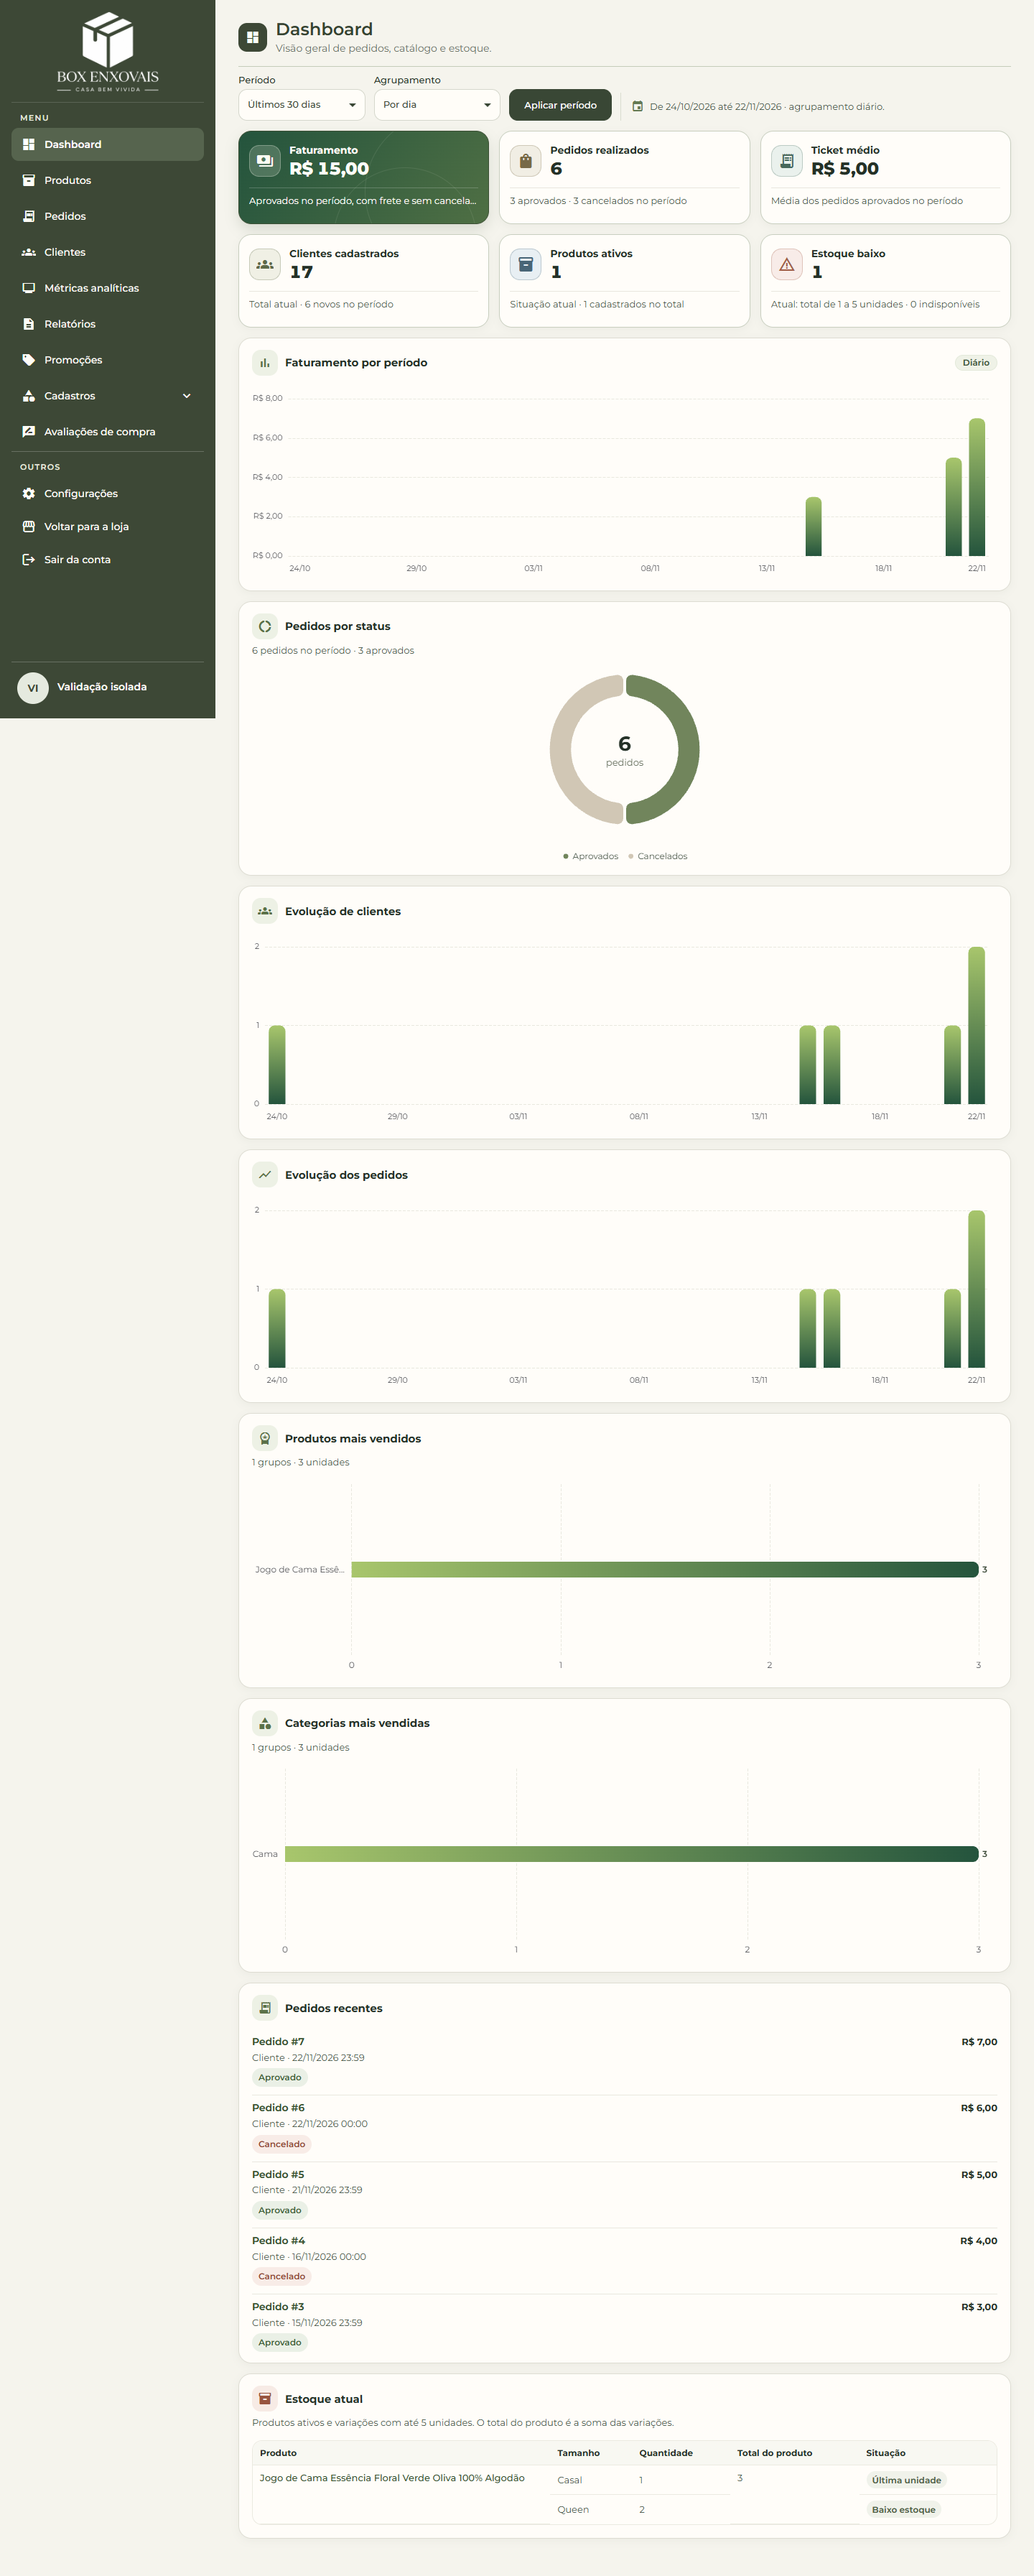 BOX ENXOVAIS
CASA BEM VIVIDA
MENU
Dashboard
Produtos
Pedidos
Clientes
Métricas analíticas
Relatórios
Promoções
Cadastros
Avaliações de compra
OUTROS
Configurações
Voltar para a loja
Sair da conta
VI
Validação isolada
Dashboard
Visão geral de pedidos, catálogo e estoque.
Período
Agrupamento
Últimos 30 dias
Por dia
Aplicar período
De 24/10/2026 até 22/11/2026 · agrupamento diário.
Faturamento
R$ 15,00
Aprovados no período, com frete e sem cancela...
Pedidos realizados
6
3 aprovados · 3 cancelados no período
Ticket médio
R$ 5,00
Média dos pedidos aprovados no período
Clientes cadastrados
17
Total atual · 6 novos no período
Produtos ativos
1
Situação atual · 1 cadastrados no total
Estoque baixo
1
Atual: total de 1 a 5 unidades · 0 indisponíveis
Faturamento por período
Diário
R$ 8,00
R$ 6,00
R$ 4,00
R$ 2,00
R$ 0,00
24/10 29/10 03/11 08/11 13/11 18/11 22/11
Pedidos por status
6 pedidos no período · 3 aprovados
6
pedidos
Aprovados Cancelados
Evolução de clientes
2
1
0
24/10 29/10 03/11 08/11 13/11 18/11 22/11
Evolução dos pedidos
2
1
0
24/10 29/10 03/11 08/11 13/11 18/11 22/11
Produtos mais vendidos
1 grupos · 3 unidades
Jogo de Cama Essê... 3
0 1 2 3
Categorias mais vendidas
1 grupos · 3 unidades
Cama 3
0 1 2 3
Pedidos recentes
Pedido #7 R$ 7,00
Cliente · 22/11/2026 23:59
Aprovado
Pedido #6 R$ 6,00
Cliente · 22/11/2026 00:00
Cancelado
Pedido #5 R$ 5,00
Cliente · 21/11/2026 23:59
Aprovado
Pedido #4 R$ 4,00
Cliente · 16/11/2026 00:00
Cancelado
Pedido #3 R$ 3,00
Cliente · 15/11/2026 23:59
Aprovado
Estoque atual
Produtos ativos e variações com até 5 unidades. O total do produto é a soma das variações.
Produto Tamanho Quantidade Total do produto Situação
Jogo de Cama Essência Floral Verde Oliva 100% Algodão Casal 1 3 Última unidade
Queen 2 Baixo estoque